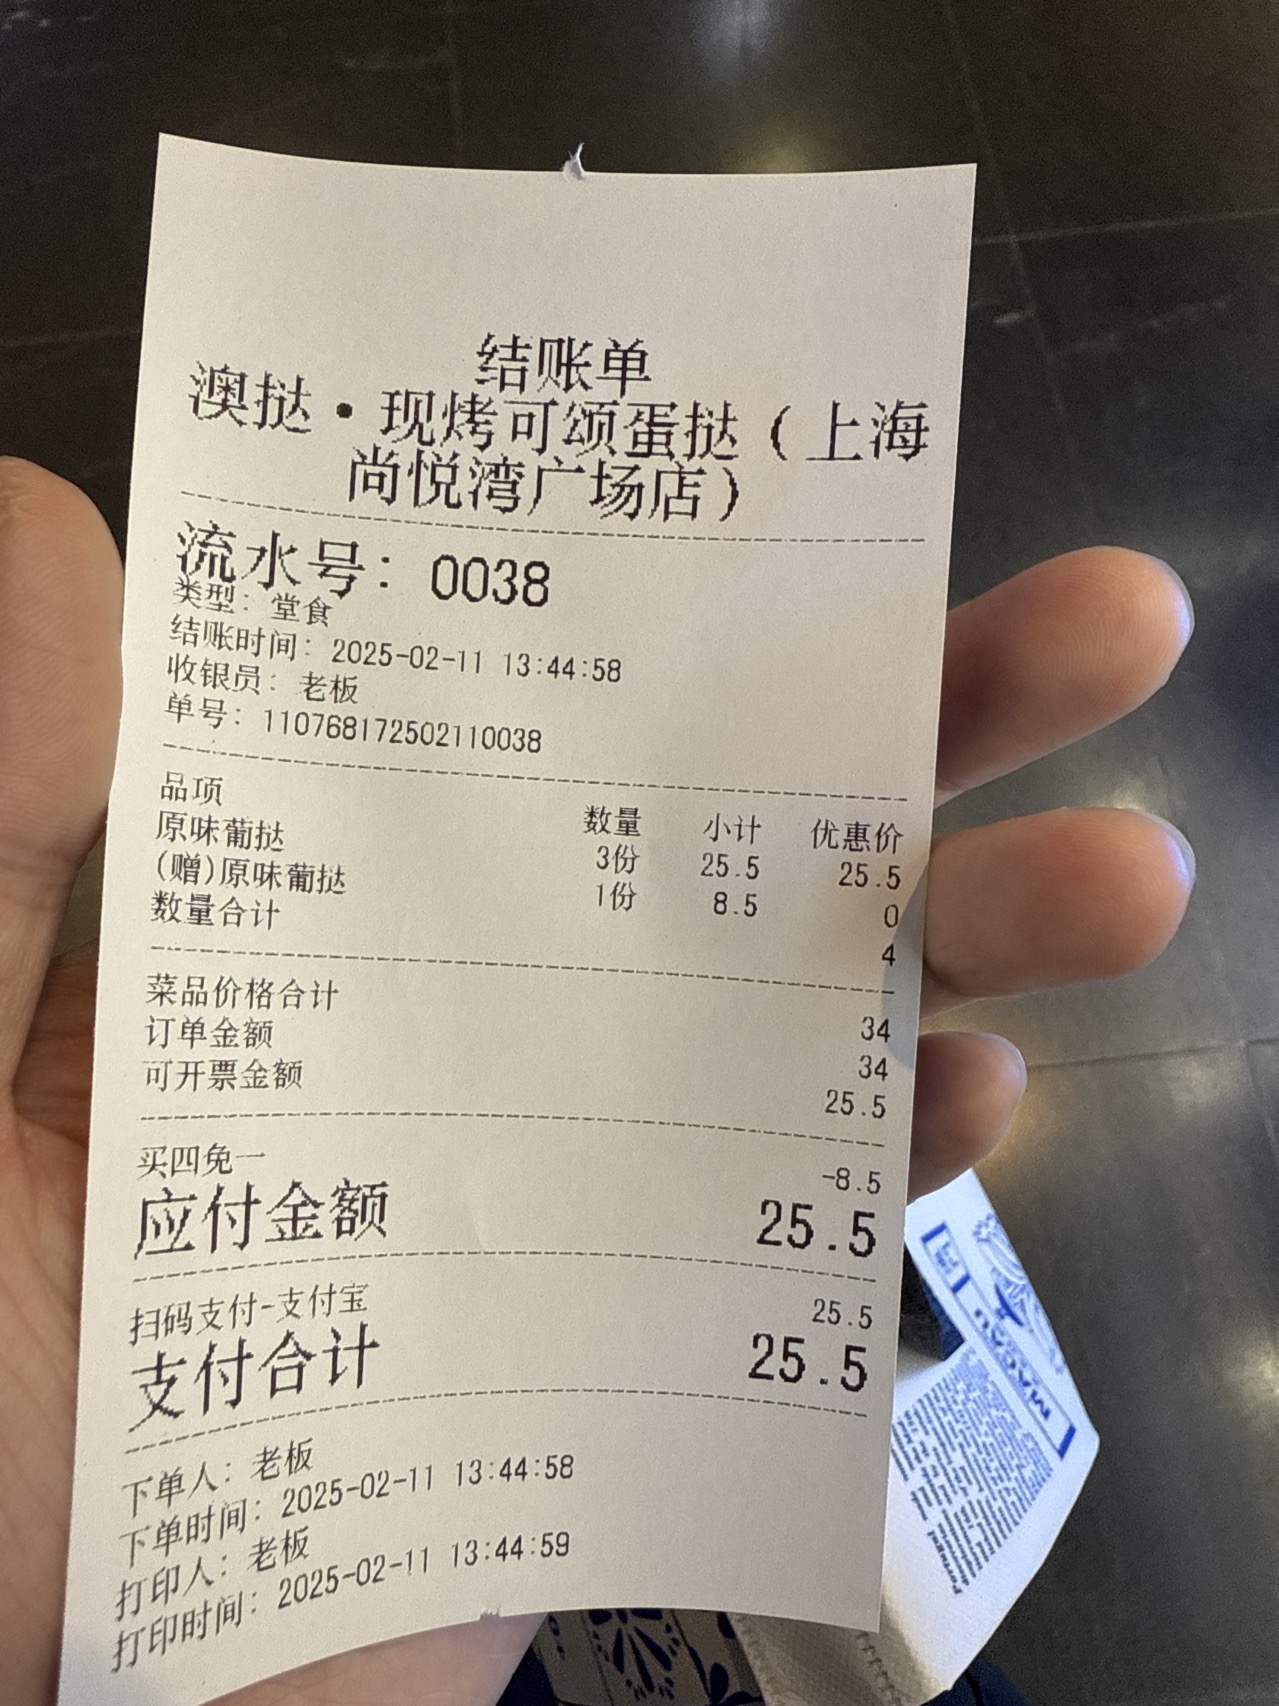 结账单
澳挞·现烤可颂蛋挞（上海
尚悦湾广场店）
流水号：0038
类型：堂食
结账时间：2025-02-11 13:44:58
收银员：老板
单号：110768172502110038
品项 数量 小计 优惠价
原味葡挞 3份 25.5 25.5
(赠)原味葡挞 1份 8.5 0
数量合计 4
菜品价格合计 34
订单金额 34
可开票金额 25.5
买四免一 -8.5
应付金额 25.5
扫码支付-支付宝 25.5
支付合计 25.5
下单人：老板
下单时间：2025-02-11 13:44:58
打印人：老板
打印时间：2025-02-11 13:44:59
MACAU